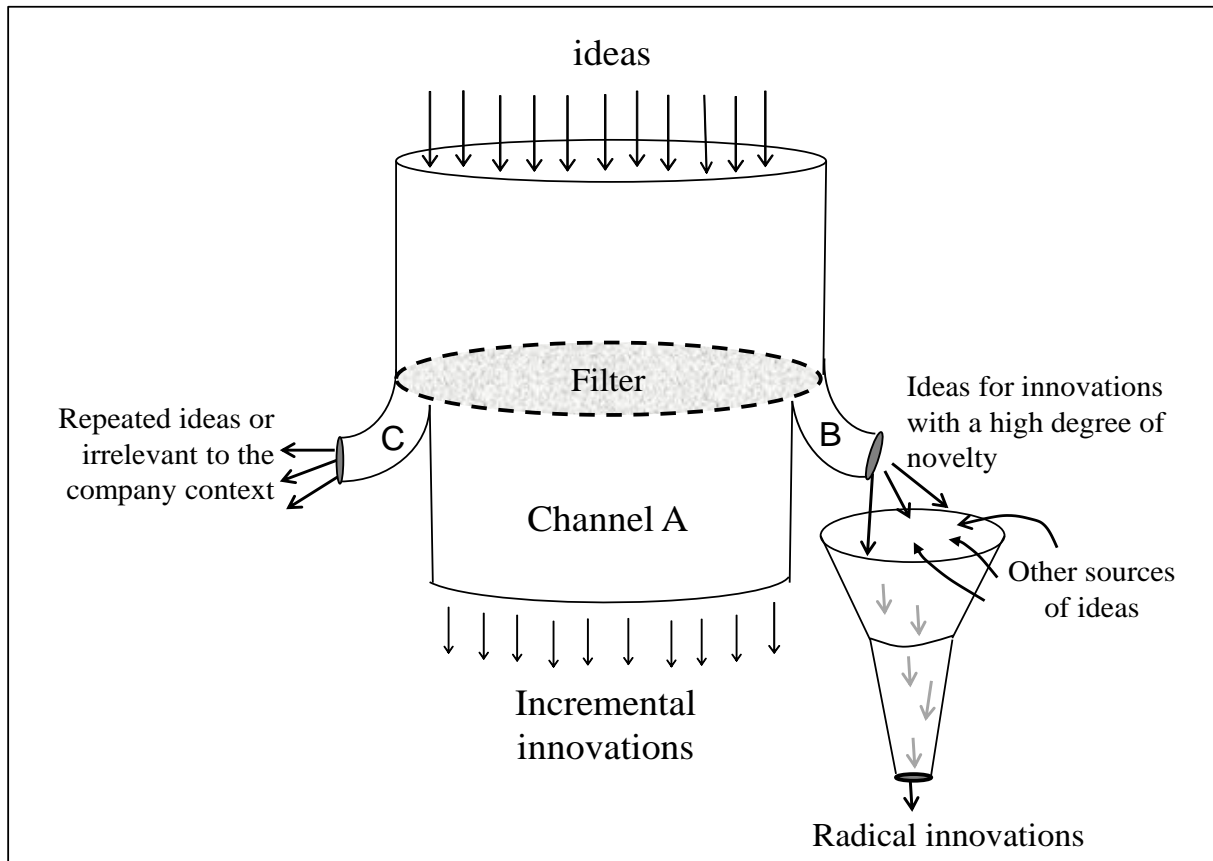 ideas
Filter
Repeated ideas or
irrelevant to the
company context
C
B
Ideas for innovations
with a high degree of
novelty
Channel A
Other sources
of ideas
Incremental
innovations
Radical innovations